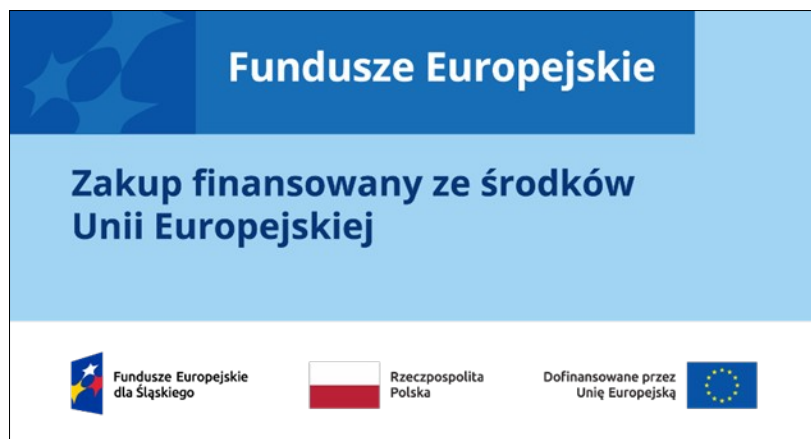 Fundusze Europejskie
Zakup finansowany ze środków
Unii Europejskiej
Fundusze Europejskie
dla Śląskiego
Rzeczpospolita
Polska
Dofinansowane przez
Unię Europejską